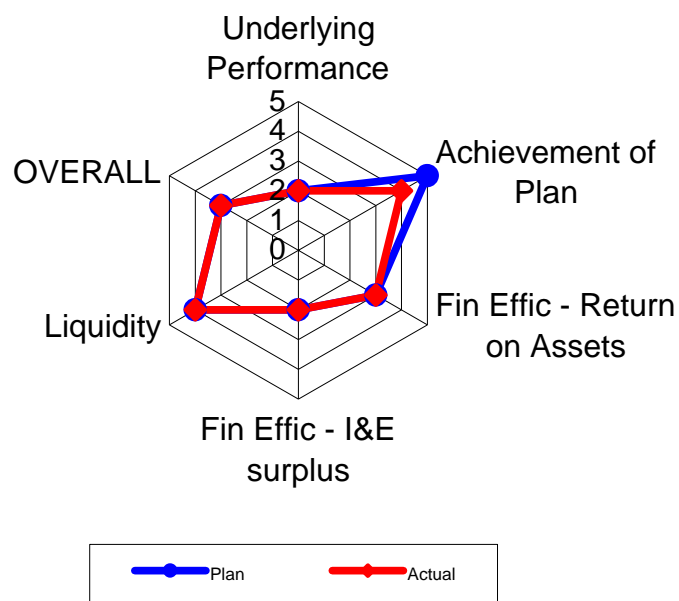 Underlying
Performance
5
4
3
2
1
0
Achievement of
Plan
OVERALL
Fin Effic - Return
on Assets
Liquidity
Fin Effic - I&E
surplus
Plan
Actual